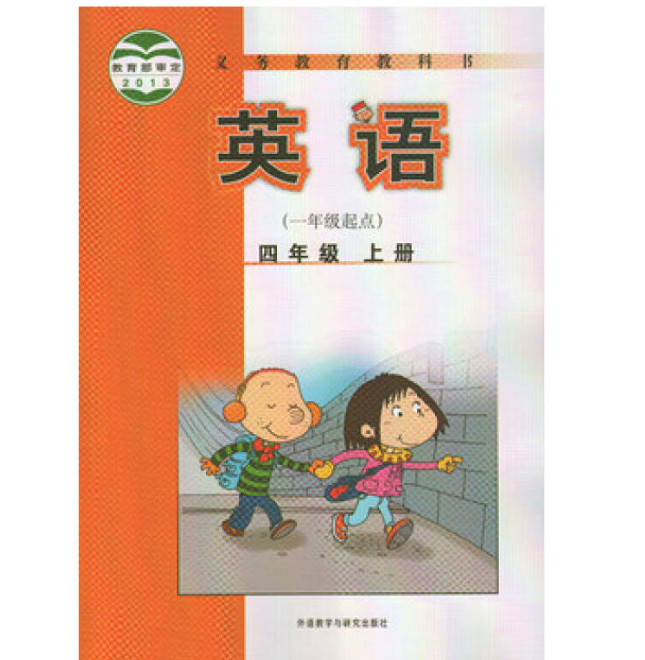 教育部审定
2013
义务教育教科书
英语
(一年级起点)
四年级 上册
外语教学与研究出版社